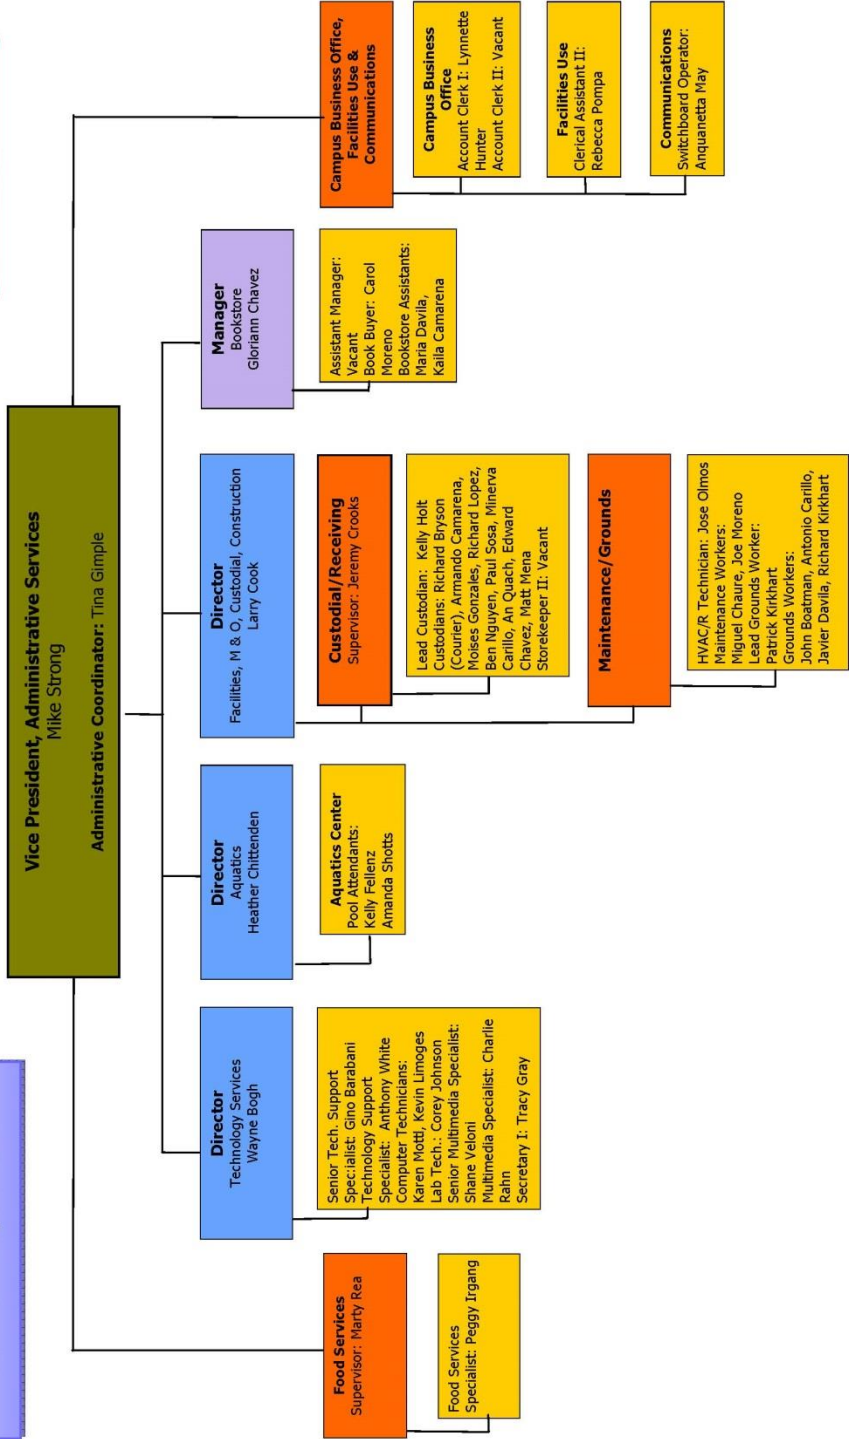 Vice President, Administrative Services
Mike Strong
Administrative Coordinator: Tina Gimple
Food Services
Supervisor: Marty Rea
Food Services
Specialist: Peggy Irgang
Director
Technology Services
Wayne Bogh
Senior Tech. Support
Spec:ialist: Gino Barabani
Technology Support
Specialist:  Anthony White
Computer Technicians:
Karen Mottl, Kevin Limoges
Lab Tech.: Corey Johnson
Senior Multimedia Specialist:
Shane Veloni
Multimedia Specialist: Charlie
Rahn
Secretary I: Tracy Gray
Director
Aquatics
Heather Chittenden
Aquatics Center
Pool Attendants:
Kelly Fellenz
Amanda Shotts
Director
Facilities, M & O, Custodial, Construction
Larry Cook
Custodial/Receiving
Supervisor: Jeremy Crooks
Lead Custodian:  Kelly Holt
Custodians: Richard Bryson
(Courier), Armando Camarena,
Moises Gonzales, Richard Lopez,
Ben Nguyen, Paul Sosa, Minerva
Carillo, An Quach, Edward
Chavez, Matt Mena
Storekeeper II: Vacant
Maintenance/Grounds
HVAC/R Technician: Jose Olmos
Maintenance Workers:
Miguel Chaure, Joe Moreno
Lead Grounds Worker:
Patrick Kirkhart
Grounds Workers:
John Boatman, Antonio Carillo,
Javier Davila, Richard Kirkhart
Manager
Bookstore
Gloriann Chavez
Assistant Manager:
Vacant
Book Buyer: Carol
Moreno
Bookstore Assistants:
Maria Davila,
Kaila Camarena
Campus Business Office,
Facilities Use &
Communications
Campus Business
Office
Account Clerk I: Lynnette
Hunter
Account Clerk II: Vacant
Facilities Use
Clerical Assistant II:
Rebecca Pompa
Communications
Switchboard Operator:
Anquanetta May